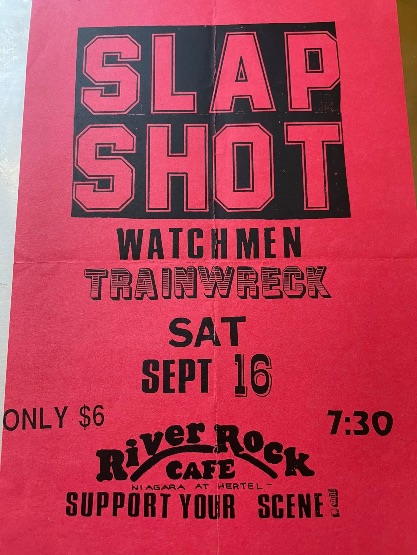 SLAP
SHOT
WATCHMEN
TRAINWRECK
SAT
SEPT 16
ONLY $6 7:30
River Rock
CAFE
NIAGARA AT HERTEL-
SUPPORT YOUR SCENE!